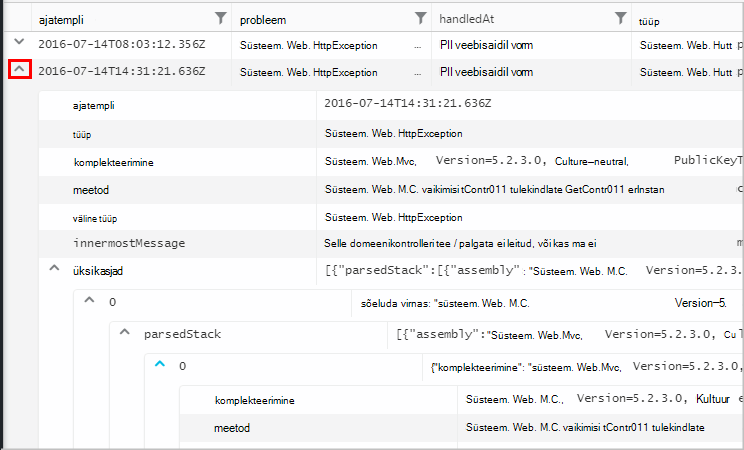 ajatempli probleem handledAt tüüp
2016-07-14T08:03:12.356Z Süsteem. Web. HttpException ... Pll veebisaidil vorm Süsteem. Web. Hutt p
2016-07-14T14:31:21.636Z Süsteem. Web. HttpException ... Pll veebisaidil vorm Süsteem. Web. Hutt p
ajatempli 2016-07-14T14:31:21.636Z
tüüp Süsteem. Web. HttpException
komplekteerimine Süsteem. Web.Mvc, Version=5.2.3.0, Culture=neutral, PublicKeyT
meetod Süsteem. Web. M.C. vaikimisi tContr011 tulekindlate GetContr011 erInstan c
väline tüüp Süsteem. Web. HttpException
innermostMessage Selle domeenikontrolleri tee / palgata ei leitud, või kas ma ei m
üksikasjad [{"parsedStack":[{"assembly" : "Süsteem. Web. M.C. Version=5.2.3.
0 sõeluda virnas: "süsteem. Web. M.C. Version=5.
parsedStack [{"assembly":"Süsteem. Web.Mvc, Version=5.2.3.0, Cul
0 {"komplekteerimine": "süsteem. Web.Mvc, Version=5.2.3.0,
komplekteerimine Süsteem. Web. M.C., Version=5.2.3.0, Kultuur e
meetod Süsteem. Web. M.C. vaikimisi tContr011 tulekindlate